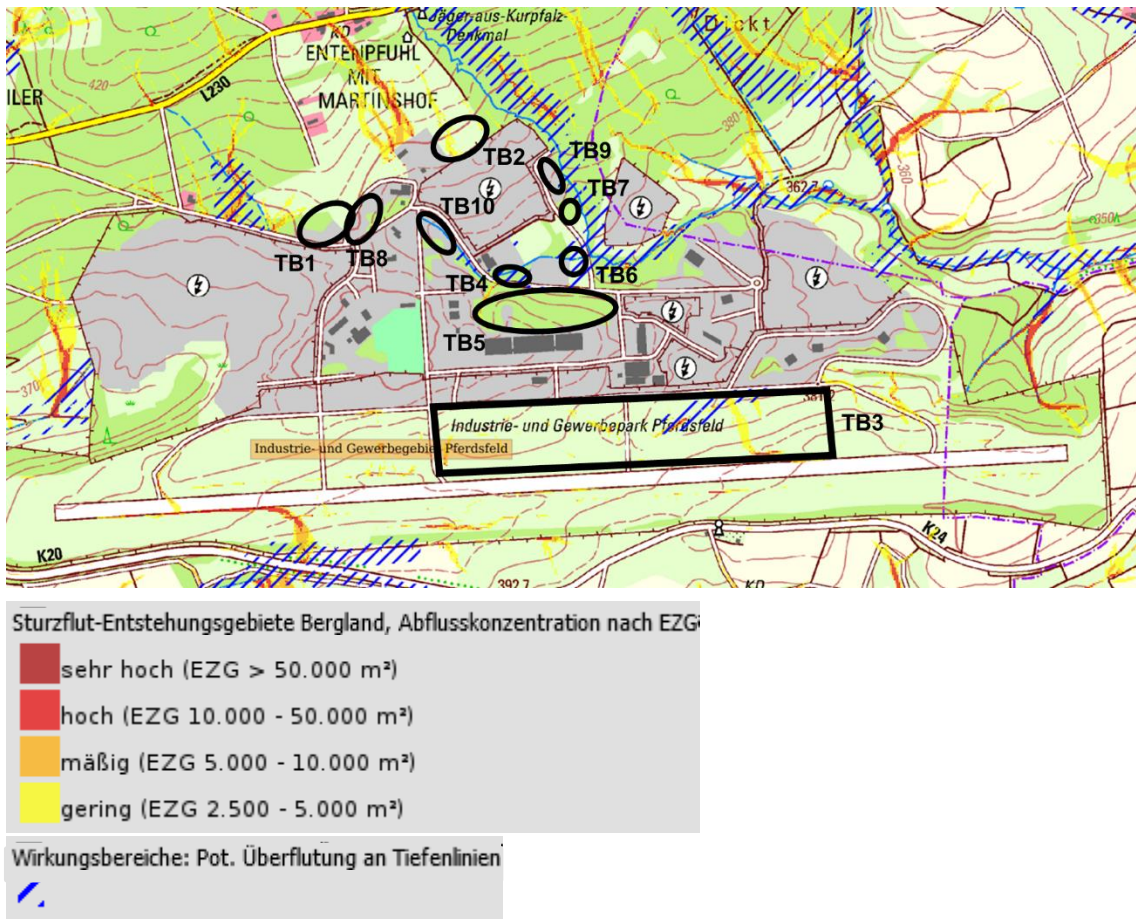 Jäger-aus-Kurpfalz-
Denkmal
Dickt
KD
ENTENPFUHL
MIT
MARTINSHOF
420
L230
ILER
380
360
362,7
350
TB2
TB9
TB7
TB10
TB1
TB8
TB4
TB6
TB5
TB3
370
Industrie- und Gewerbepark Pferdsfeld
Industrie- und Gewerbegebiet Pferdsfeld
K20
K24
392,7
KD
Sturzflut-Entstehungsgebiete Bergland, Abflusskonzentration nach EZG
sehr hoch (EZG > 50.000 m²)
hoch (EZG 10.000 - 50.000 m²)
mäßig (EZG 5.000 - 10.000 m²)
gering (EZG 2.500 - 5.000 m²)
Wirkungsbereiche: Pot. Überflutung an Tiefenlinien